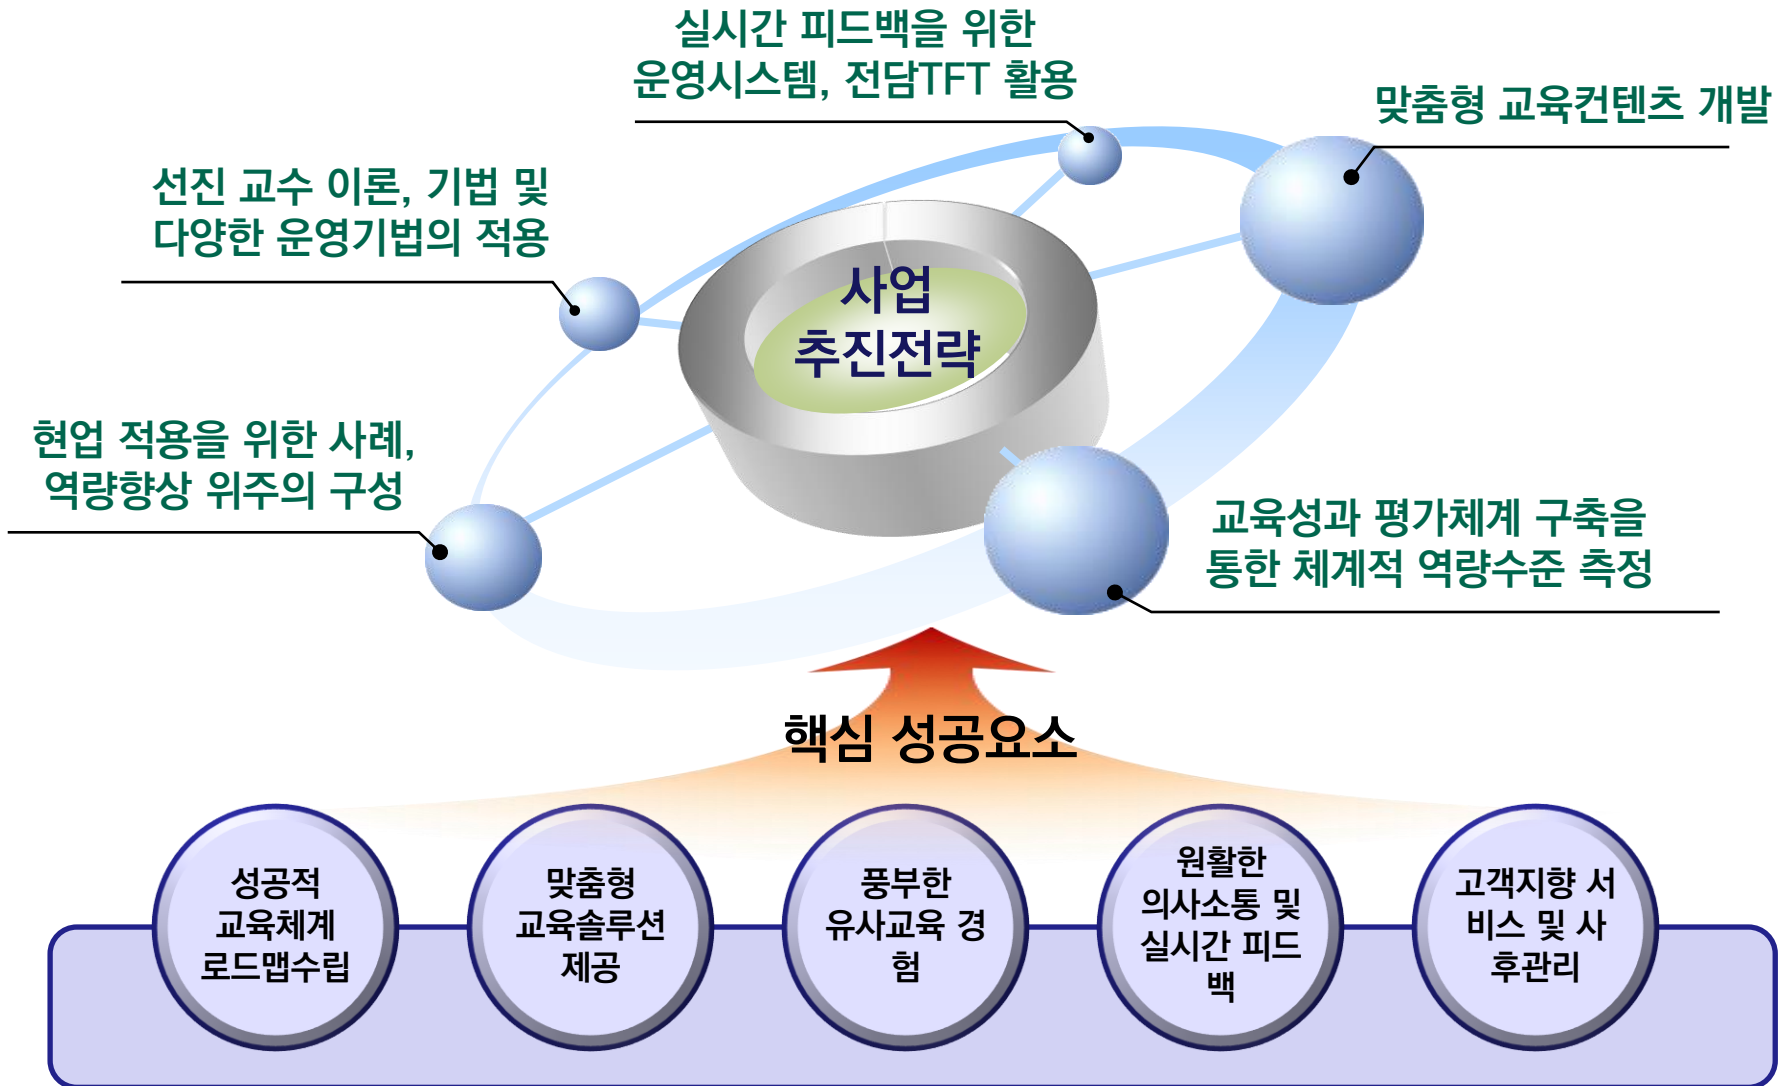 실시간 피드백을 위한
운영시스템, 전담TFT 활용
맞춤형 교육컨텐츠 개발
선진 교수 이론, 기법 및
다양한 운영기법의 적용
사업
추진전략
현업 적용을 위한 사례,
역량향상 위주의 구성
교육성과 평가체계 구축을
통한 체계적 역량수준 측정
핵심 성공요소
성공적
교육체계
로드맵수립
맞춤형
교육솔루션
제공
풍부한
유사교육 경
험
원활한
의사소통 및
실시간 피드
백
고객지향 서
비스 및 사
후관리